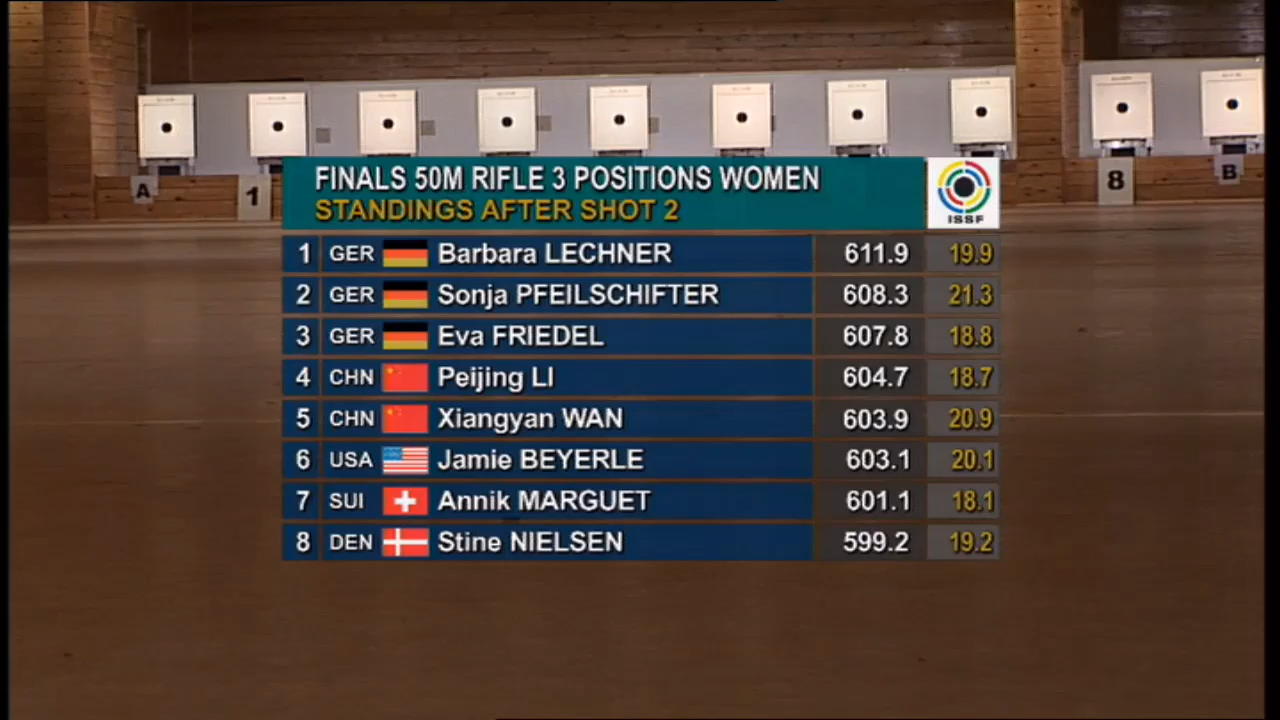 A
1
8
B
FINALS 50M RIFLE 3 POSITIONS WOMEN
STANDINGS AFTER SHOT 2
ISSF
1 GER Barbara LECHNER 611.9 19.9
2 GER Sonja PFEILSCHIFTER 608.3 21.3
3 GER Eva FRIEDEL 607.8 18.8
4 CHN Peijing LI 604.7 18.7
5 CHN Xiangyan WAN 603.9 20.9
6 USA Jamie BEYERLE 603.1 20.1
7 SUI Annik MARGUET 601.1 18.1
8 DEN Stine NIELSEN 599.2 19.2